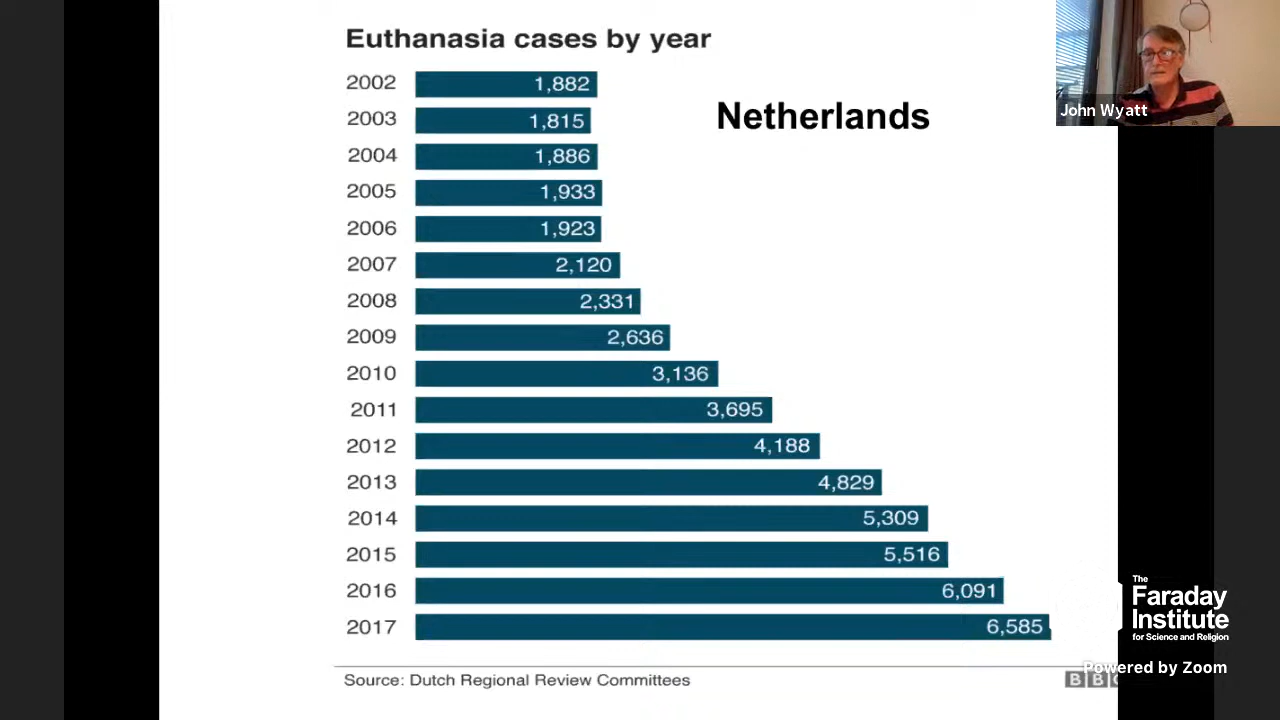 Euthanasia cases by year
Netherlands
John Wyatt
2002 1,882
2003 1,815
2004 1,886
2005 1,933
2006 1,923
2007 2,120
2008 2,331
2009 2,636
2010 3,136
2011 3,695
2012 4,188
2013 4,829
2014 5,309
2015 5,516
2016 6,091
2017 6,585
The
Faraday
Institute
for Science and Religion
Powered by Zoom
Source: Dutch Regional Review Committees
BBC